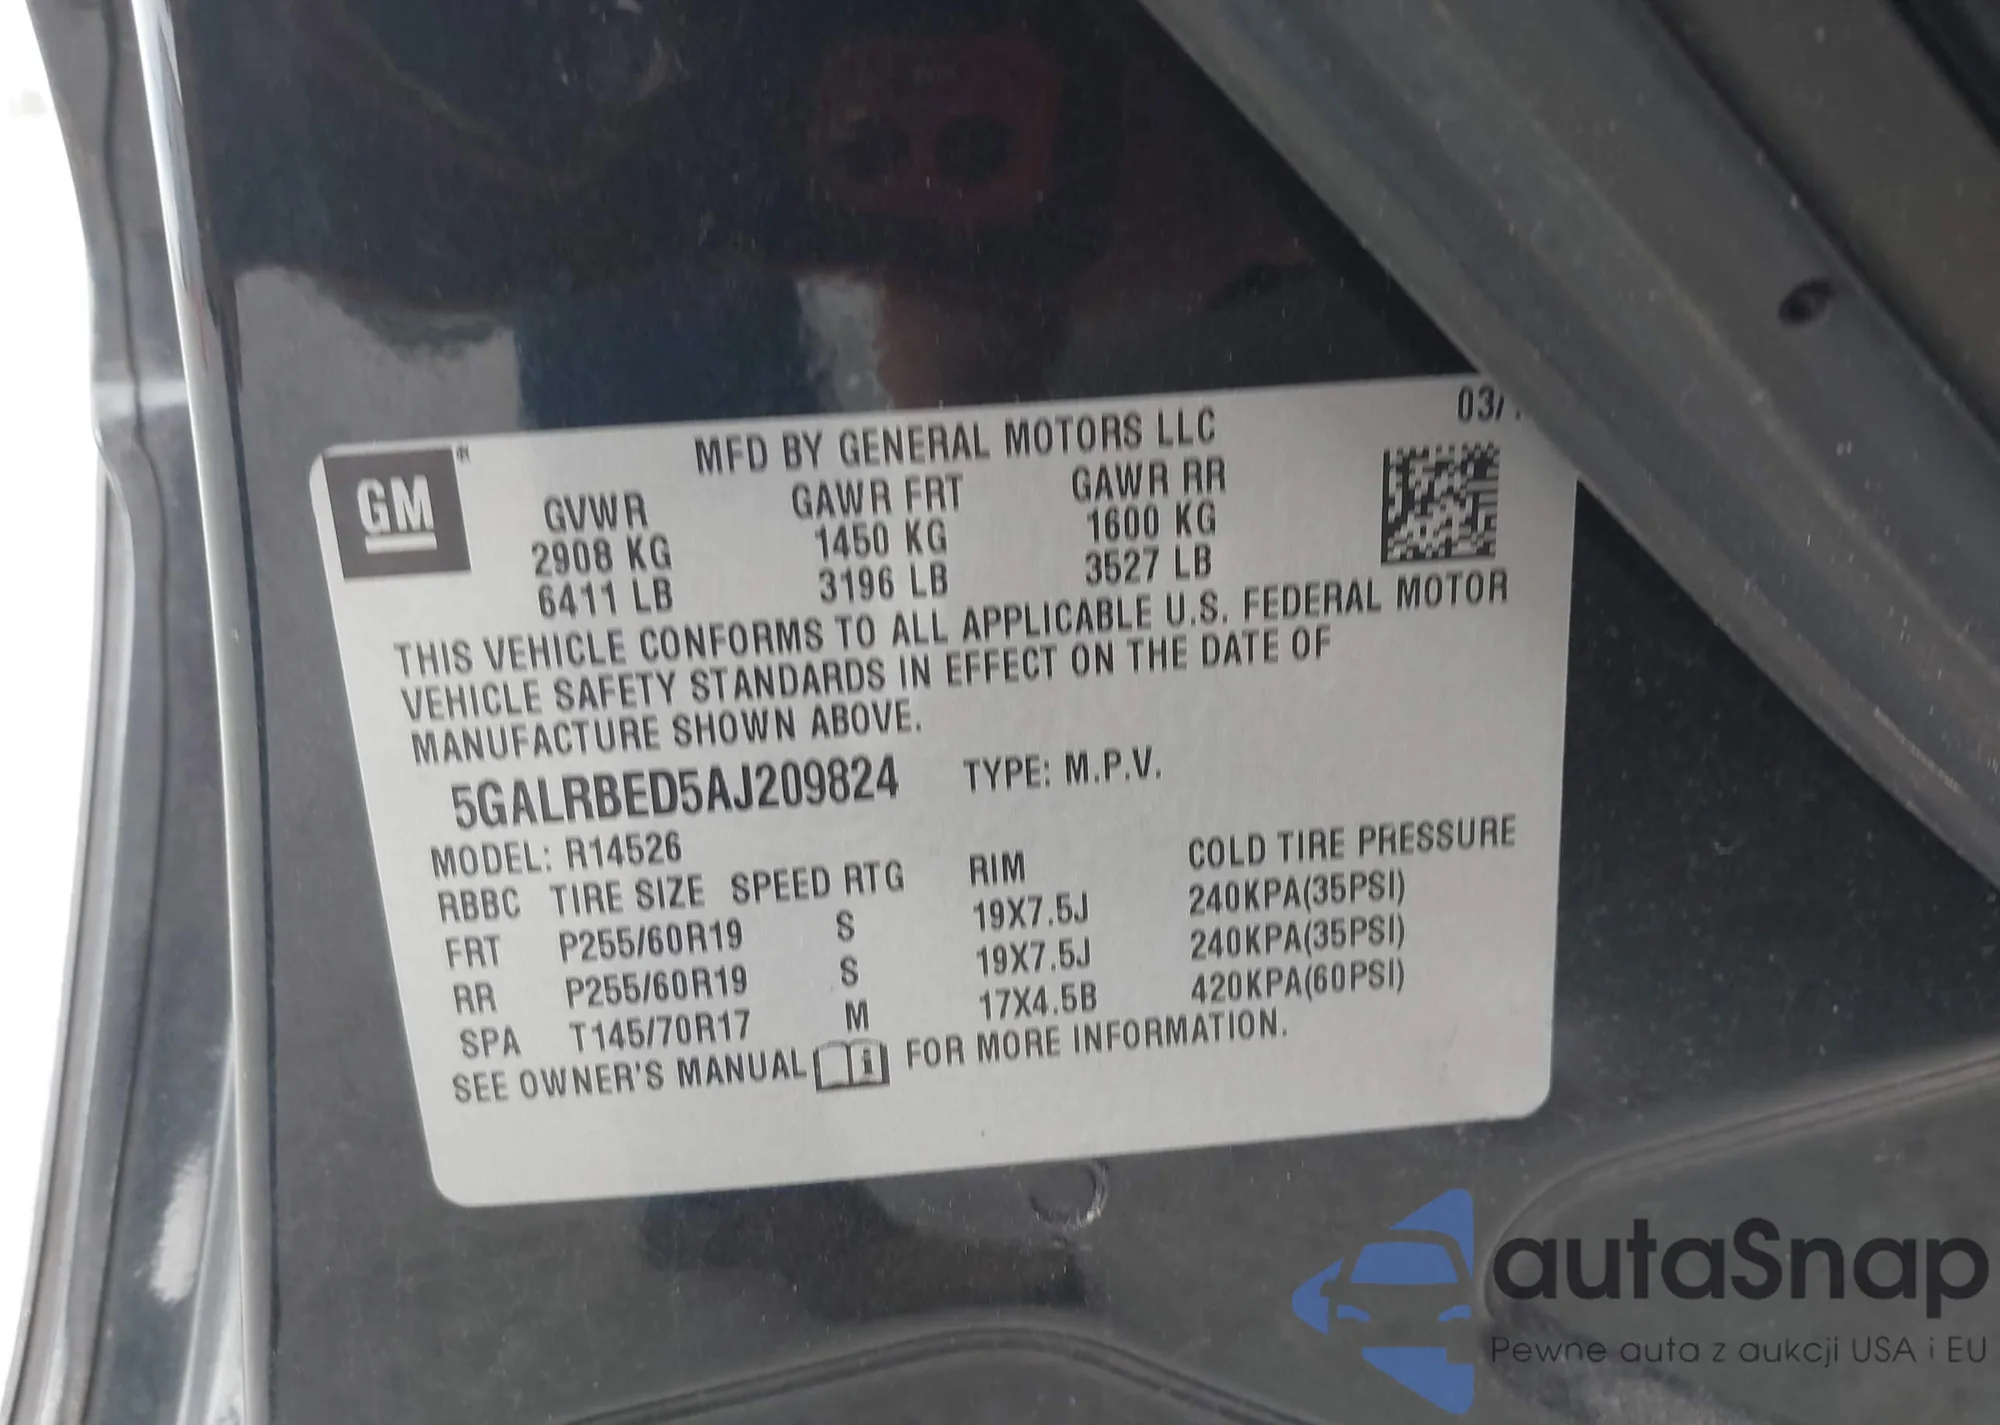 03/
MFD BY GENERAL MOTORS LLC
GM ®
GVWR GAWR FRT GAWR RR
2908 KG 1450 KG 1600 KG
6411 LB 3196 LB 3527 LB
THIS VEHICLE CONFORMS TO ALL APPLICABLE U.S. FEDERAL MOTOR
VEHICLE SAFETY STANDARDS IN EFFECT ON THE DATE OF
MANUFACTURE SHOWN ABOVE.
5GALRBED5AJ209824 TYPE: M.P.V.
MODEL: R14526
RBBC TIRE SIZE SPEED RTG RIM COLD TIRE PRESSURE
FRT P255/60R19 S 19X7.5J 240KPA(35PSI)
RR P255/60R19 S 19X7.5J 240KPA(35PSI)
SPA T145/70R17 M 17X4.5B 420KPA(60PSI)
SEE OWNER'S MANUAL i FOR MORE INFORMATION.
autaSnap
Pewne auta z aukcji USA i EU